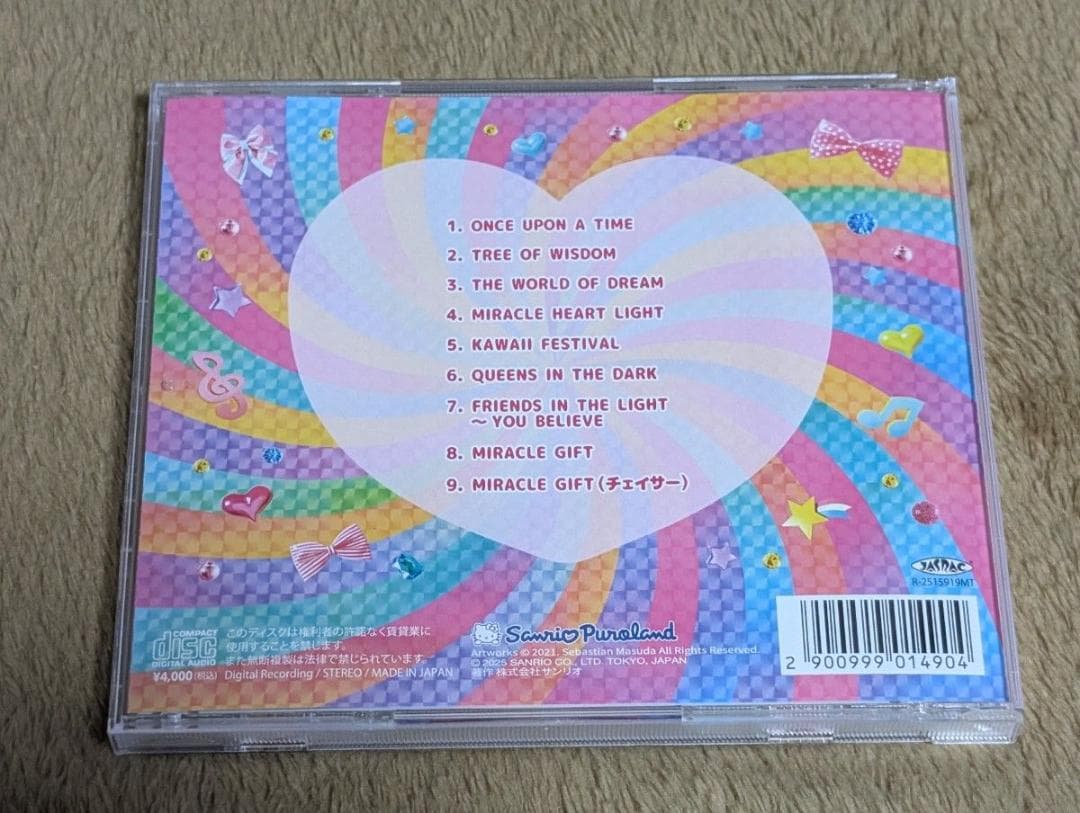 1. ONCE UPON A TIME
2. TREE OF WISDOM
3. THE WORLD OF DREAM
4. MIRACLE HEART LIGHT
5. KAWAII FESTIVAL
6. QUEENS IN THE DARK
7. FRIENDS IN THE LIGHT
～ YOU BELIEVE
8. MIRACLE GIFT
9. MIRACLE GIFT(チェイサー)
JASRAC
R-2515919MT
COMPACT
disc
DIGITAL AUDIO
¥4,000(税込)
このディスクは権利者の許諾なく賃貸業に
使用することを禁じます。
また無断複製は法律で禁じられています。
Digital Recording / STEREO / MADE IN JAPAN
Sanrio Puroland
Artworks © 2021. Sebastian Masuda All Rights Reserved.
© 2025 SANRIO CO., LTD. TOKYO, JAPAN
著作 株式会社サンリオ
2 900999 014904